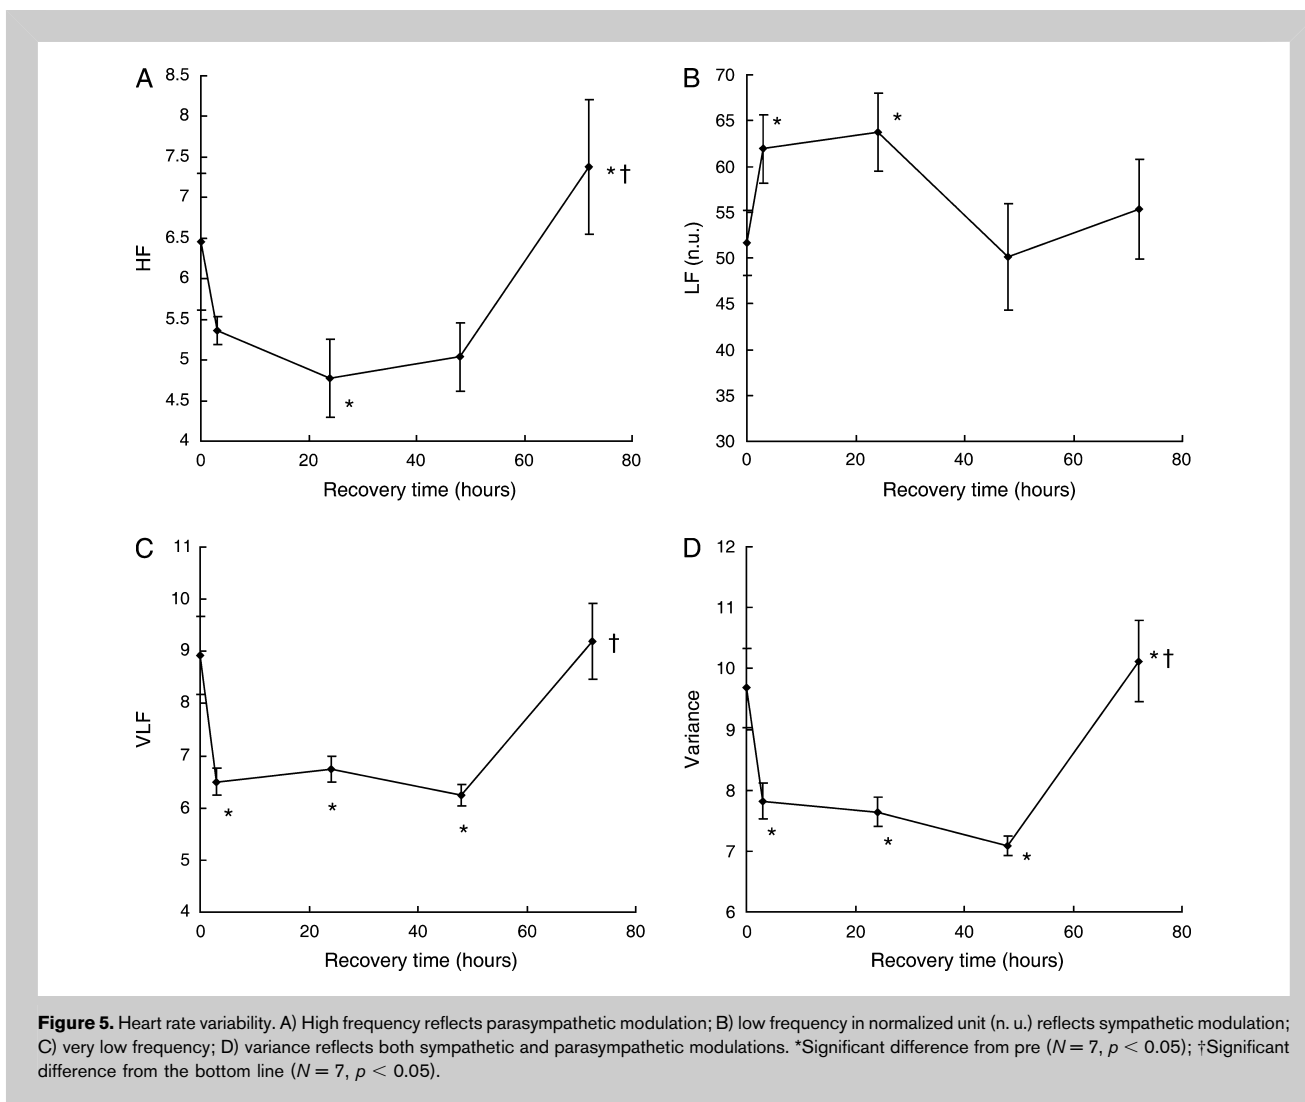 A
8.5
8
7.5
7
6.5
6
5.5
5
4.5
4
HF
*†
*
0 20 40 60 80
Recovery time (hours)
B
70
65
60
55
50
45
40
35
30
LF (n.u.)
* *
0 20 40 60 80
Recovery time (hours)
C
11
10
9
8
7
6
5
4
VLF
†
* * *
0 20 40 60 80
Recovery time (hours)
D
12
11
10
9
8
7
6
Variance
*†
* * *
0 20 40 60 80
Recovery time (hours)
Figure 5. Heart rate variability. A) High frequency reflects parasympathetic modulation; B) low frequency in normalized unit (n. u.) reflects sympathetic modulation;
C) very low frequency; D) variance reflects both sympathetic and parasympathetic modulations. *Significant difference from pre (N = 7, p < 0.05); †Significant
difference from the bottom line (N = 7, p < 0.05).